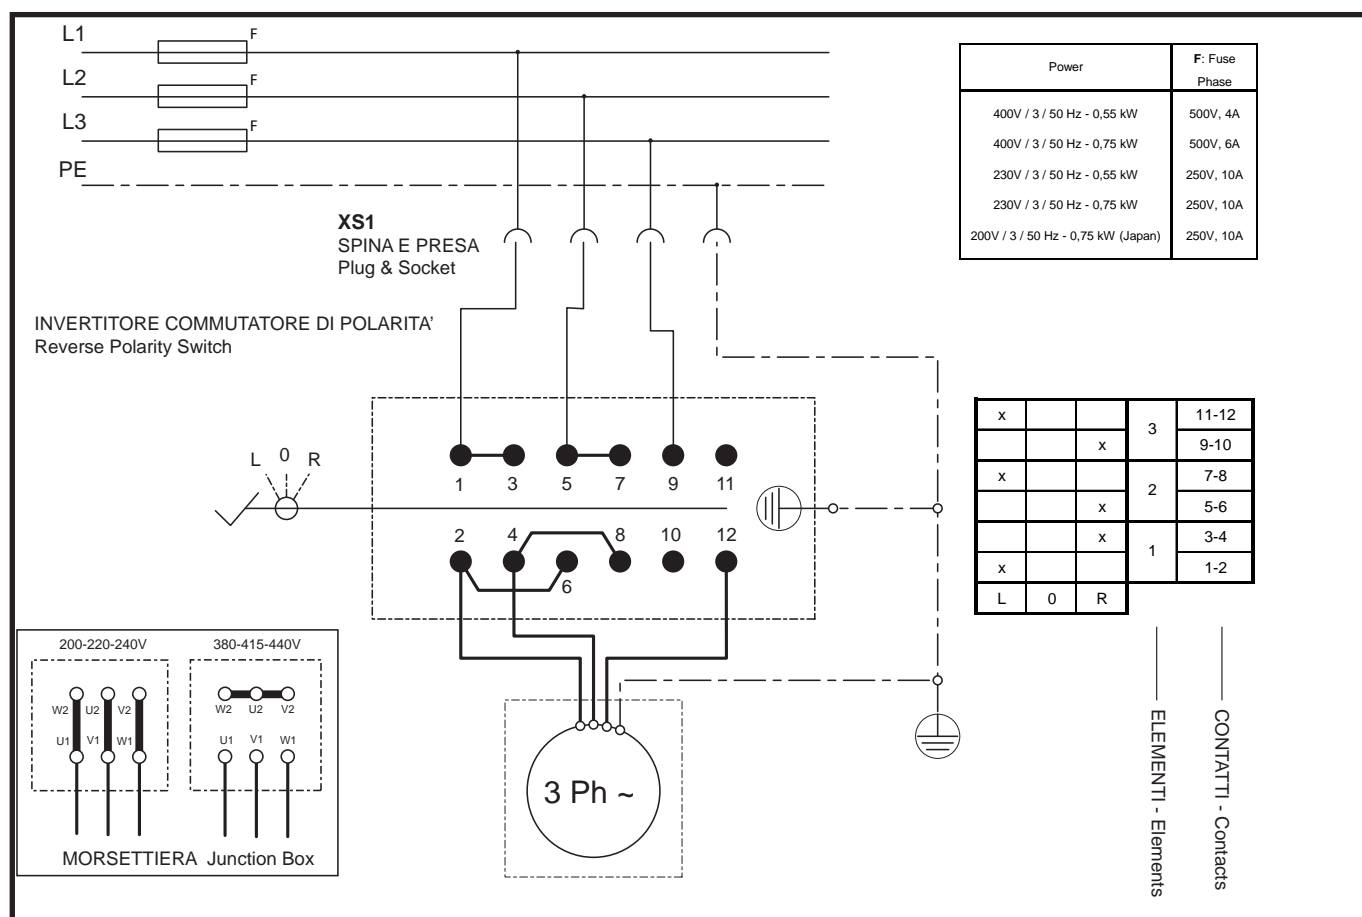 L1
F
L2
F
L3
F
PE
XS1
SPINA E PRESA
Plug & Socket
INVERTITORE COMMUTATORE DI POLARITA'
Reverse Polarity Switch
Power F: Fuse Phase
400V / 3 / 50 Hz - 0,55 kW 500V, 4A
400V / 3 / 50 Hz - 0,75 kW 500V, 6A
230V / 3 / 50 Hz - 0,55 kW 250V, 10A
230V / 3 / 50 Hz - 0,75 kW 250V, 10A
200V / 3 / 50 Hz - 0,75 kW (Japan) 250V, 10A
L 0 R
1 3 5 7 9 11
2 4 8 10 12
6
x 3 11-12
x 9-10
x 2 7-8
x 5-6
x 1 3-4
x 1-2
L 0 R
ELEMENTI - Elements
CONTATTI - Contacts
3 Ph ~
200-220-240V
W2 U2 V2
U1 V1 W1
380-415-440V
W2 U2 V2
U1 V1 W1
MORSETTIERA Junction Box